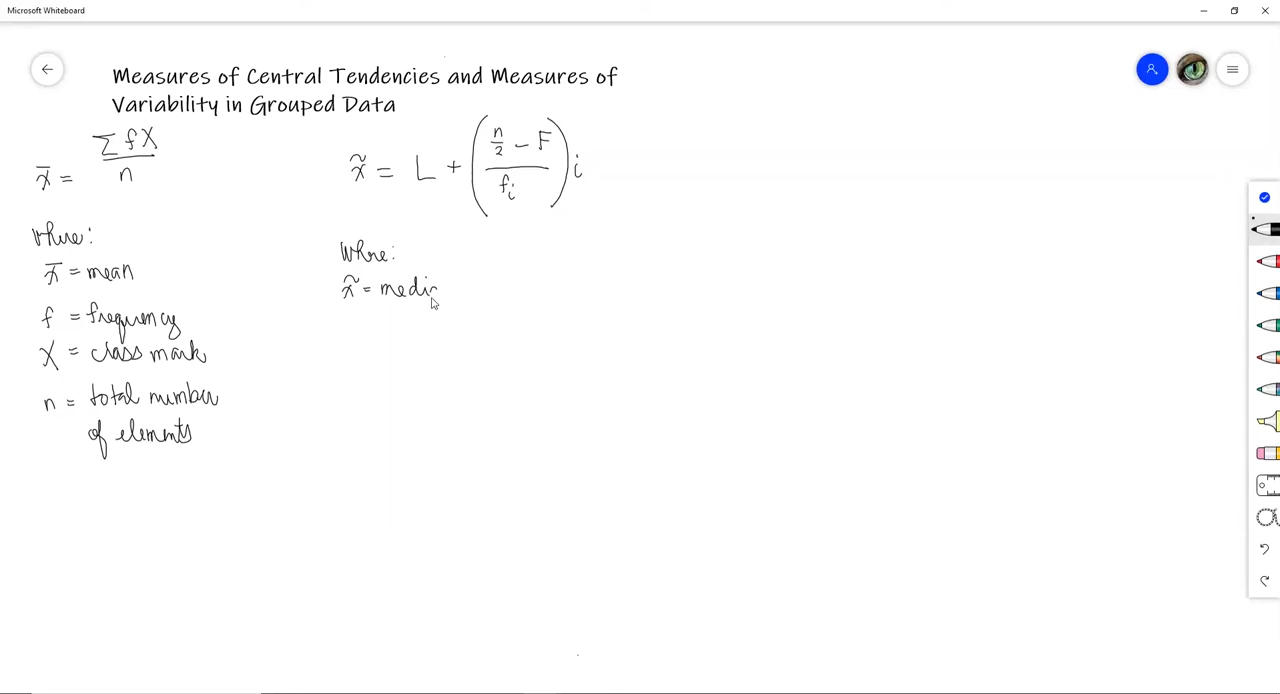 Microsoft Whiteboard
Measures of Central Tendencies and Measures of
Variability in Grouped Data
x̄ = ∑ fX / n
where:
x̄ = mean
f = frequency
X = class mark
n = total number
of elements
x̃ = L + ( (n/2 − F) / fᵢ ) i
Where:
x̃ = medi